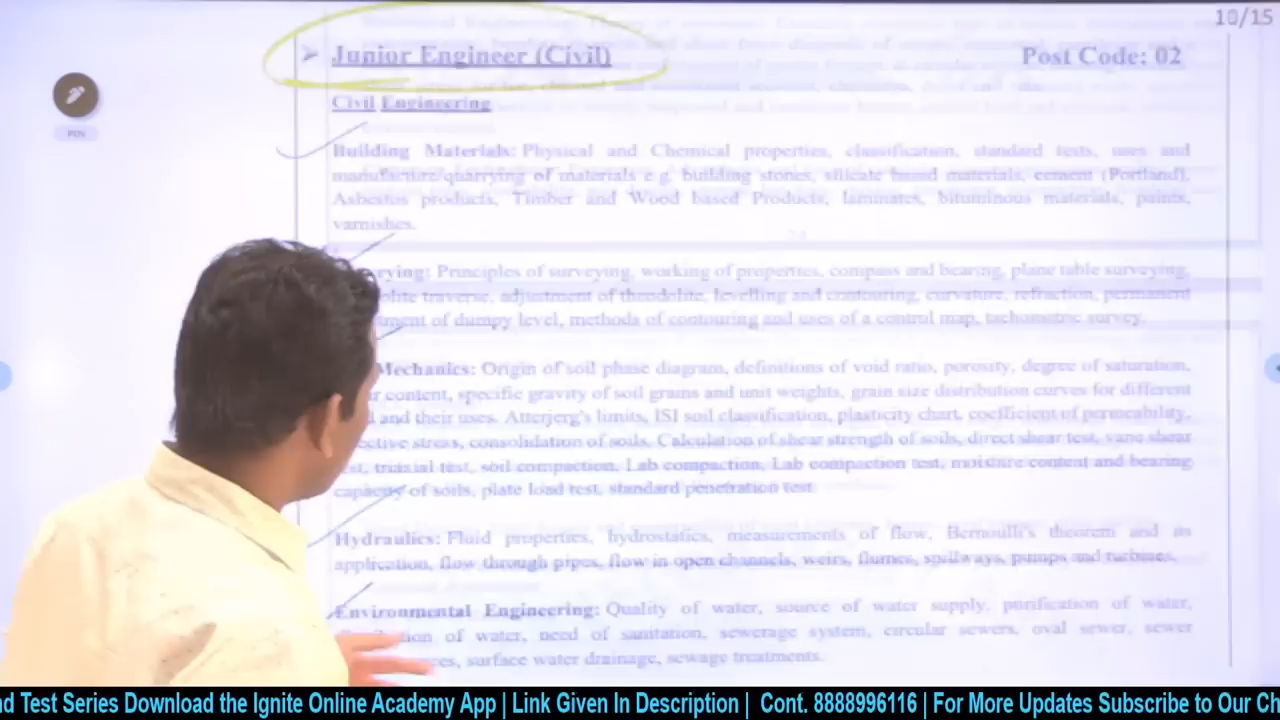 10/15
Junior Engineer (Civil) Post Code: 02
PEN
Civil Engineering
Building Materials: Physical and Chemical properties, classification, standard tests, uses and
manufacture/quarrying of materials e.g. building stones, silicate based materials, cement (Portland),
Asbestos products, Timber and Wood based Products, laminates, bituminous materials, paints,
varnishes.
rying: Principles of surveying, working of properties, compass and bearing, plane table surveying,
olite traverse, adjustment of theodolite, levelling and contouring, curvature, refraction, permanent
tment of dumpy level, methods of contouring and uses of a control map, tachometric survey.
Mechanics: Origin of soil phase diagram, definitions of void ratio, porosity, degree of saturation,
content, specific gravity of soil grains and unit weights, grain size distribution curves for different
and their uses. Atterjerg's limits, ISI soil classification, plasticity chart, coefficient of permeability,
ective stress, consolidation of soils. Calculation of shear strength of soils, direct shear test, vane shear
st, triaxial test, soil compaction, Lab compaction, Lab compaction test, moisture content and bearing
capacity of soils, plate load test, standard penetration test.
Hydraulics: Fluid properties, hydrostatics, measurements of flow, Bernoulli's theorem and its
application, flow through pipes, flow in open channels, weirs, flumes, spillways, pumps and turbines.
Environmental Engineering: Quality of water, source of water supply, purification of water,
tion of water, need of sanitation, sewerage system, circular sewers, oval sewer, sewer
ces, surface water drainage, sewage treatments.
nd Test Series Download the Ignite Online Academy App | Link Given In Description | Cont. 8888996116 | For More Updates Subscribe to Our Ch